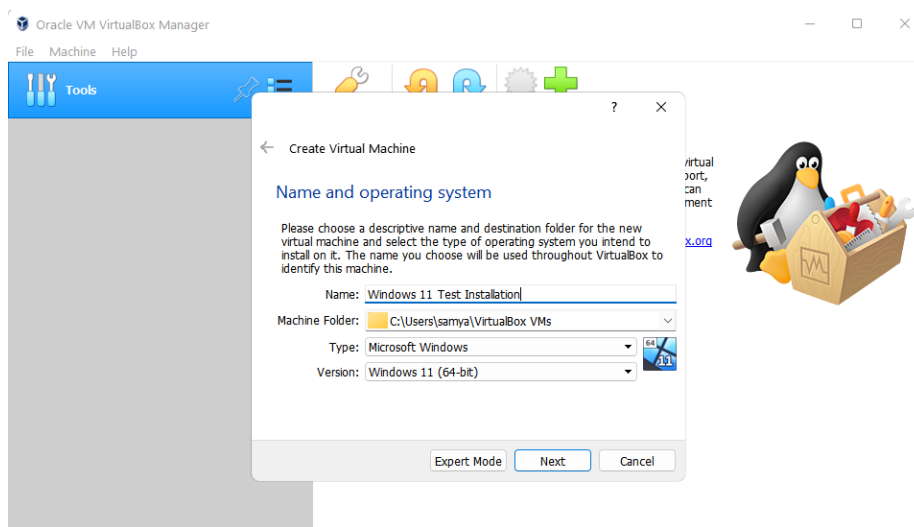 Oracle VM VirtualBox Manager
File Machine Help
Tools
?
Create Virtual Machine
Name and operating system
Please choose a descriptive name and destination folder for the new
virtual machine and select the type of operating system you intend to
install on it. The name you choose will be used throughout VirtualBox to
identify this machine.
Name: Windows 11 Test Installation
Machine Folder: C:\Users\samya\VirtualBox VMs
Type: Microsoft Windows
64
11
Version: Windows 11 (64-bit)
Expert Mode Next Cancel
virtual
port,
can
ment
x.org